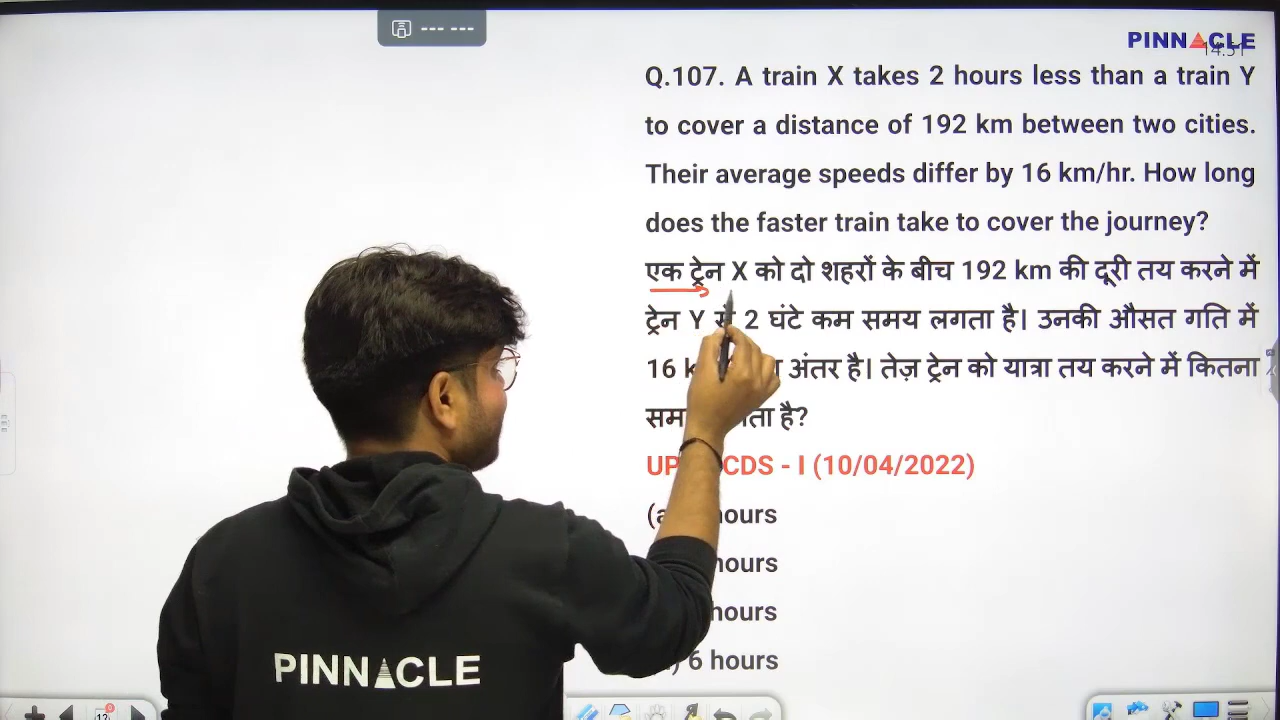 PINNACLE
14:51
Q.107. A train X takes 2 hours less than a train Y
to cover a distance of 192 km between two cities.
Their average speeds differ by 16 km/hr. How long
does the faster train take to cover the journey?
एक ट्रेन X को दो शहरों के बीच 192 km की दूरी तय करने में
ट्रेन Y से 2 घंटे कम समय लगता है। उनकी औसत गति में
16 अंतर है। तेज़ ट्रेन को यात्रा तय करने में कितना
है?
CDS - I (10/04/2022)
hours
hours
hours
6 hours
PINNACLE